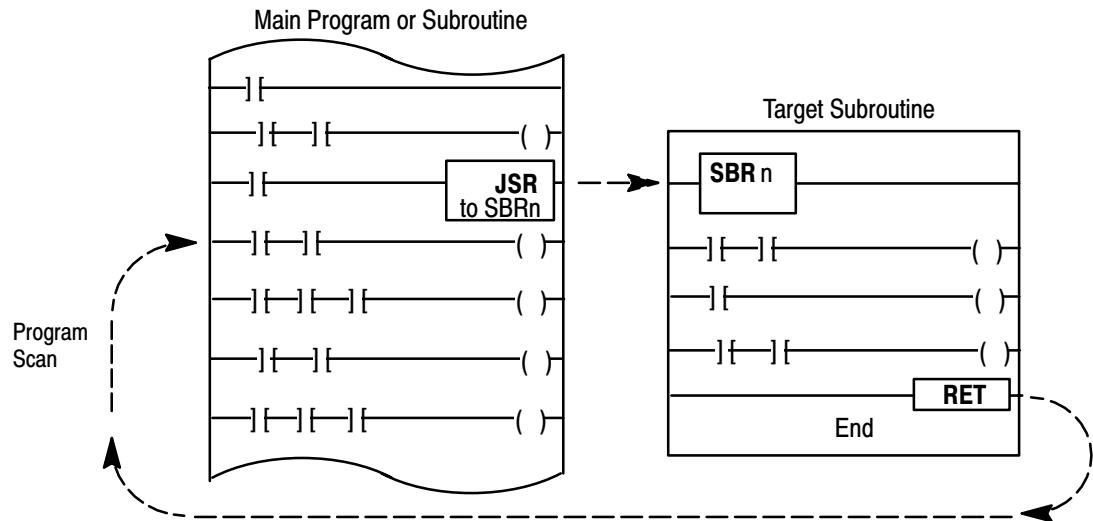 Main Program or Subroutine
Target Subroutine
SBR n
JSR
to SBRn
Program
Scan
RET
End